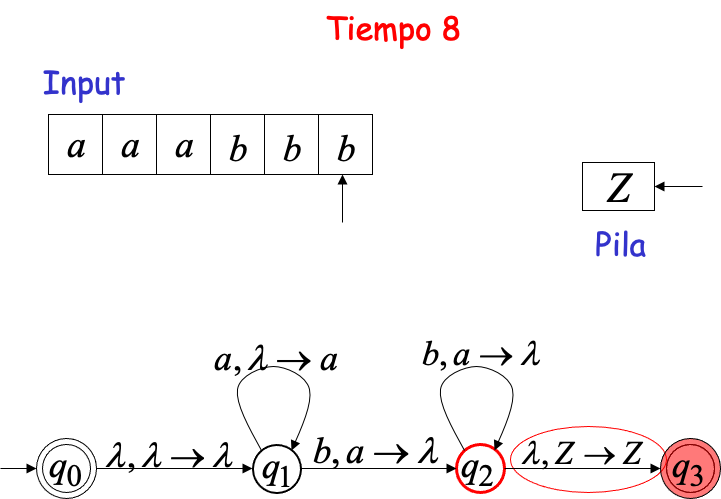 Tiempo 8
Input
a a a b b b
Z
Pila
a, λ → a
b, a → λ
q0
λ, λ → λ
q1
b, a → λ
q2
λ, Z → Z
q3